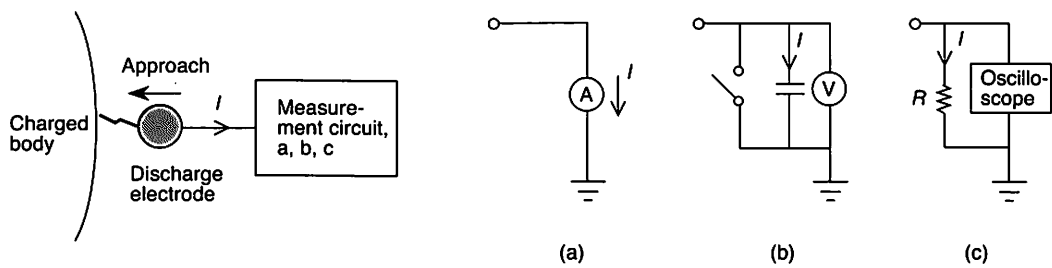 Approach
I
Charged
body
Discharge
electrode
Measure-
ment circuit,
a, b, c
A
I
(a)
I
V
(b)
I
R
Oscillo-
scope
(c)